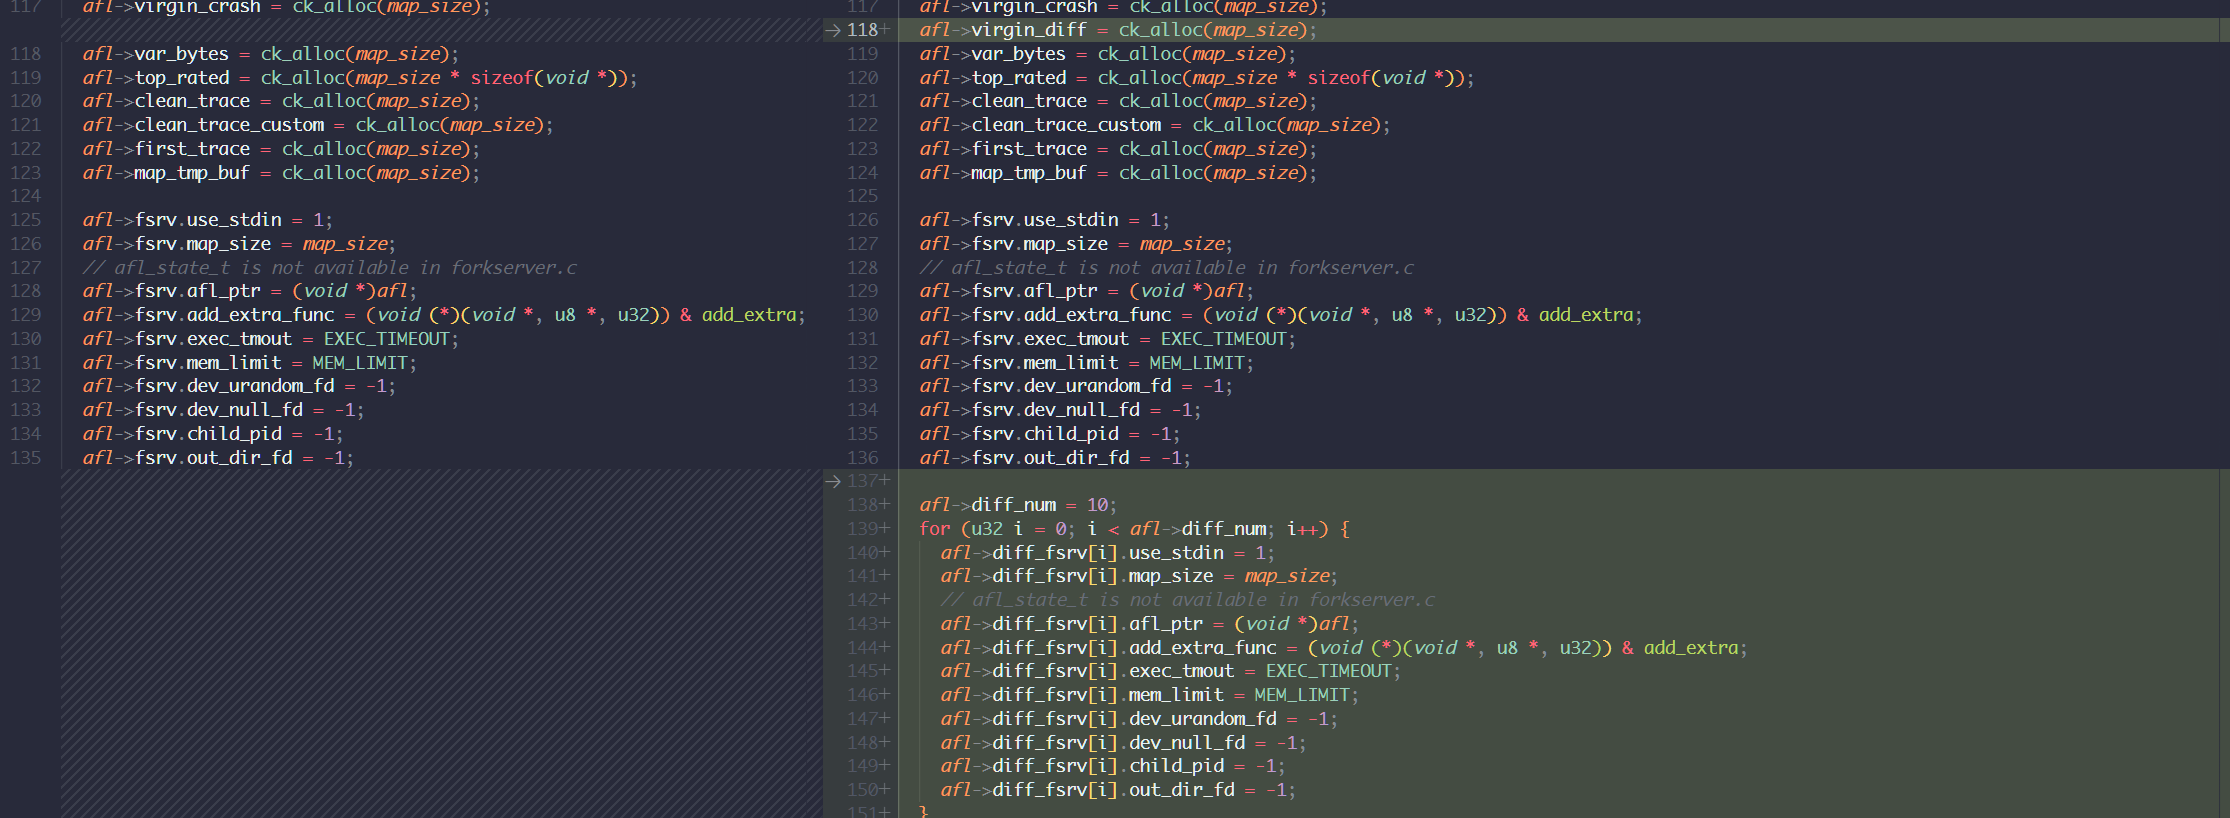 117 afl->virgin_crash = ck_alloc(map_size);
118 afl->var_bytes = ck_alloc(map_size);
119 afl->top_rated = ck_alloc(map_size * sizeof(void *));
120 afl->clean_trace = ck_alloc(map_size);
121 afl->clean_trace_custom = ck_alloc(map_size);
122 afl->first_trace = ck_alloc(map_size);
123 afl->map_tmp_buf = ck_alloc(map_size);
124
125 afl->fsrv.use_stdin = 1;
126 afl->fsrv.map_size = map_size;
127 // afl_state_t is not available in forkserver.c
128 afl->fsrv.afl_ptr = (void *)afl;
129 afl->fsrv.add_extra_func = (void (*)(void *, u8 *, u32)) & add_extra;
130 afl->fsrv.exec_tmout = EXEC_TIMEOUT;
131 afl->fsrv.mem_limit = MEM_LIMIT;
132 afl->fsrv.dev_urandom_fd = -1;
133 afl->fsrv.dev_null_fd = -1;
134 afl->fsrv.child_pid = -1;
135 afl->fsrv.out_dir_fd = -1;
117 afl->virgin_crash = ck_alloc(map_size);
→ 118+ afl->virgin_diff = ck_alloc(map_size);
119 afl->var_bytes = ck_alloc(map_size);
120 afl->top_rated = ck_alloc(map_size * sizeof(void *));
121 afl->clean_trace = ck_alloc(map_size);
122 afl->clean_trace_custom = ck_alloc(map_size);
123 afl->first_trace = ck_alloc(map_size);
124 afl->map_tmp_buf = ck_alloc(map_size);
125
126 afl->fsrv.use_stdin = 1;
127 afl->fsrv.map_size = map_size;
128 // afl_state_t is not available in forkserver.c
129 afl->fsrv.afl_ptr = (void *)afl;
130 afl->fsrv.add_extra_func = (void (*)(void *, u8 *, u32)) & add_extra;
131 afl->fsrv.exec_tmout = EXEC_TIMEOUT;
132 afl->fsrv.mem_limit = MEM_LIMIT;
133 afl->fsrv.dev_urandom_fd = -1;
134 afl->fsrv.dev_null_fd = -1;
135 afl->fsrv.child_pid = -1;
136 afl->fsrv.out_dir_fd = -1;
→ 137+
138+ afl->diff_num = 10;
139+ for (u32 i = 0; i < afl->diff_num; i++) {
140+ afl->diff_fsrv[i].use_stdin = 1;
141+ afl->diff_fsrv[i].map_size = map_size;
142+ // afl_state_t is not available in forkserver.c
143+ afl->diff_fsrv[i].afl_ptr = (void *)afl;
144+ afl->diff_fsrv[i].add_extra_func = (void (*)(void *, u8 *, u32)) & add_extra;
145+ afl->diff_fsrv[i].exec_tmout = EXEC_TIMEOUT;
146+ afl->diff_fsrv[i].mem_limit = MEM_LIMIT;
147+ afl->diff_fsrv[i].dev_urandom_fd = -1;
148+ afl->diff_fsrv[i].dev_null_fd = -1;
149+ afl->diff_fsrv[i].child_pid = -1;
150+ afl->diff_fsrv[i].out_dir_fd = -1;
151+ }